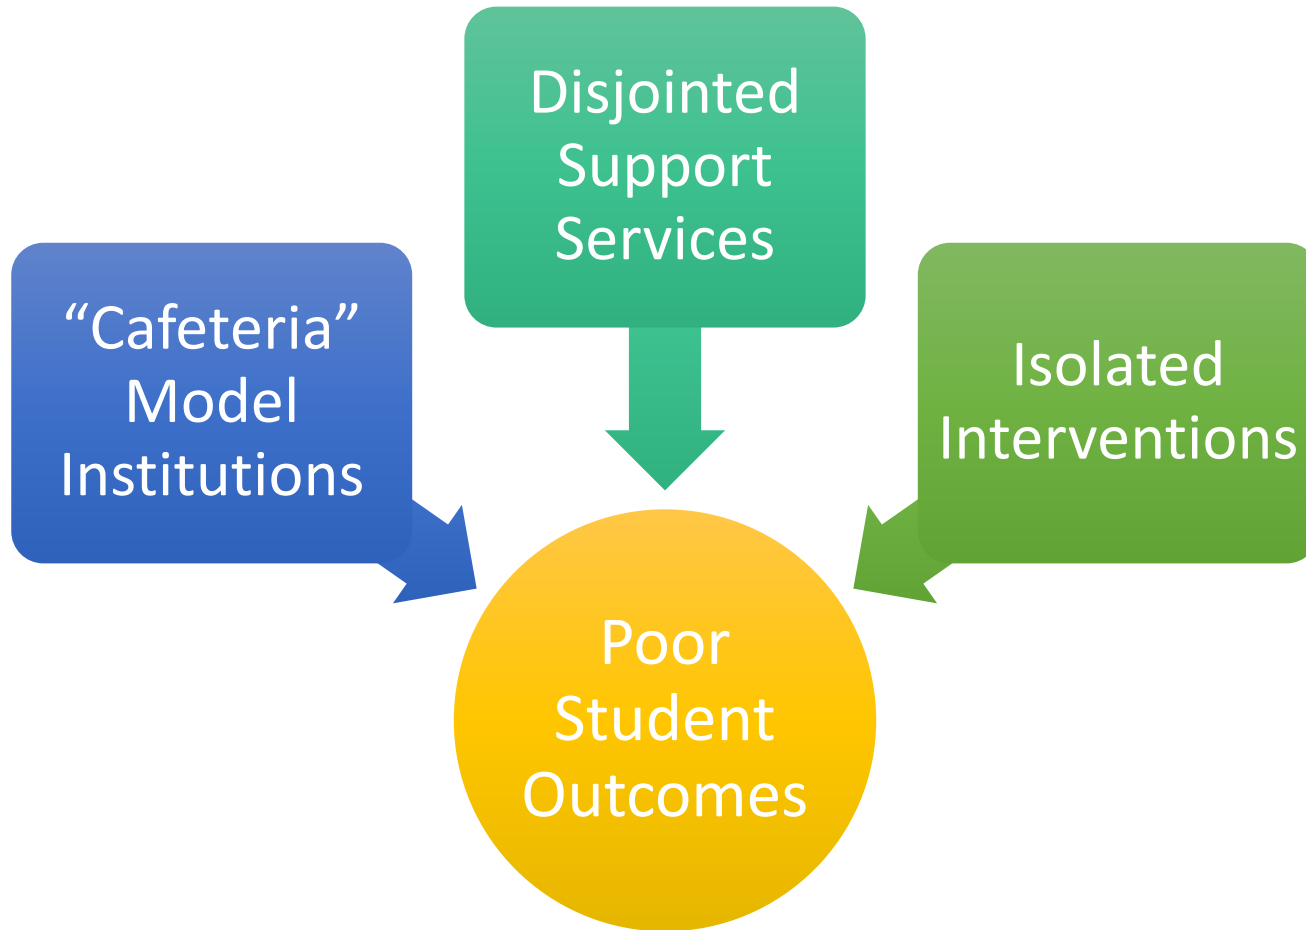 Disjointed
Support
Services
“Cafeteria”
Model
Institutions
Isolated
Interventions
Poor
Student
Outcomes